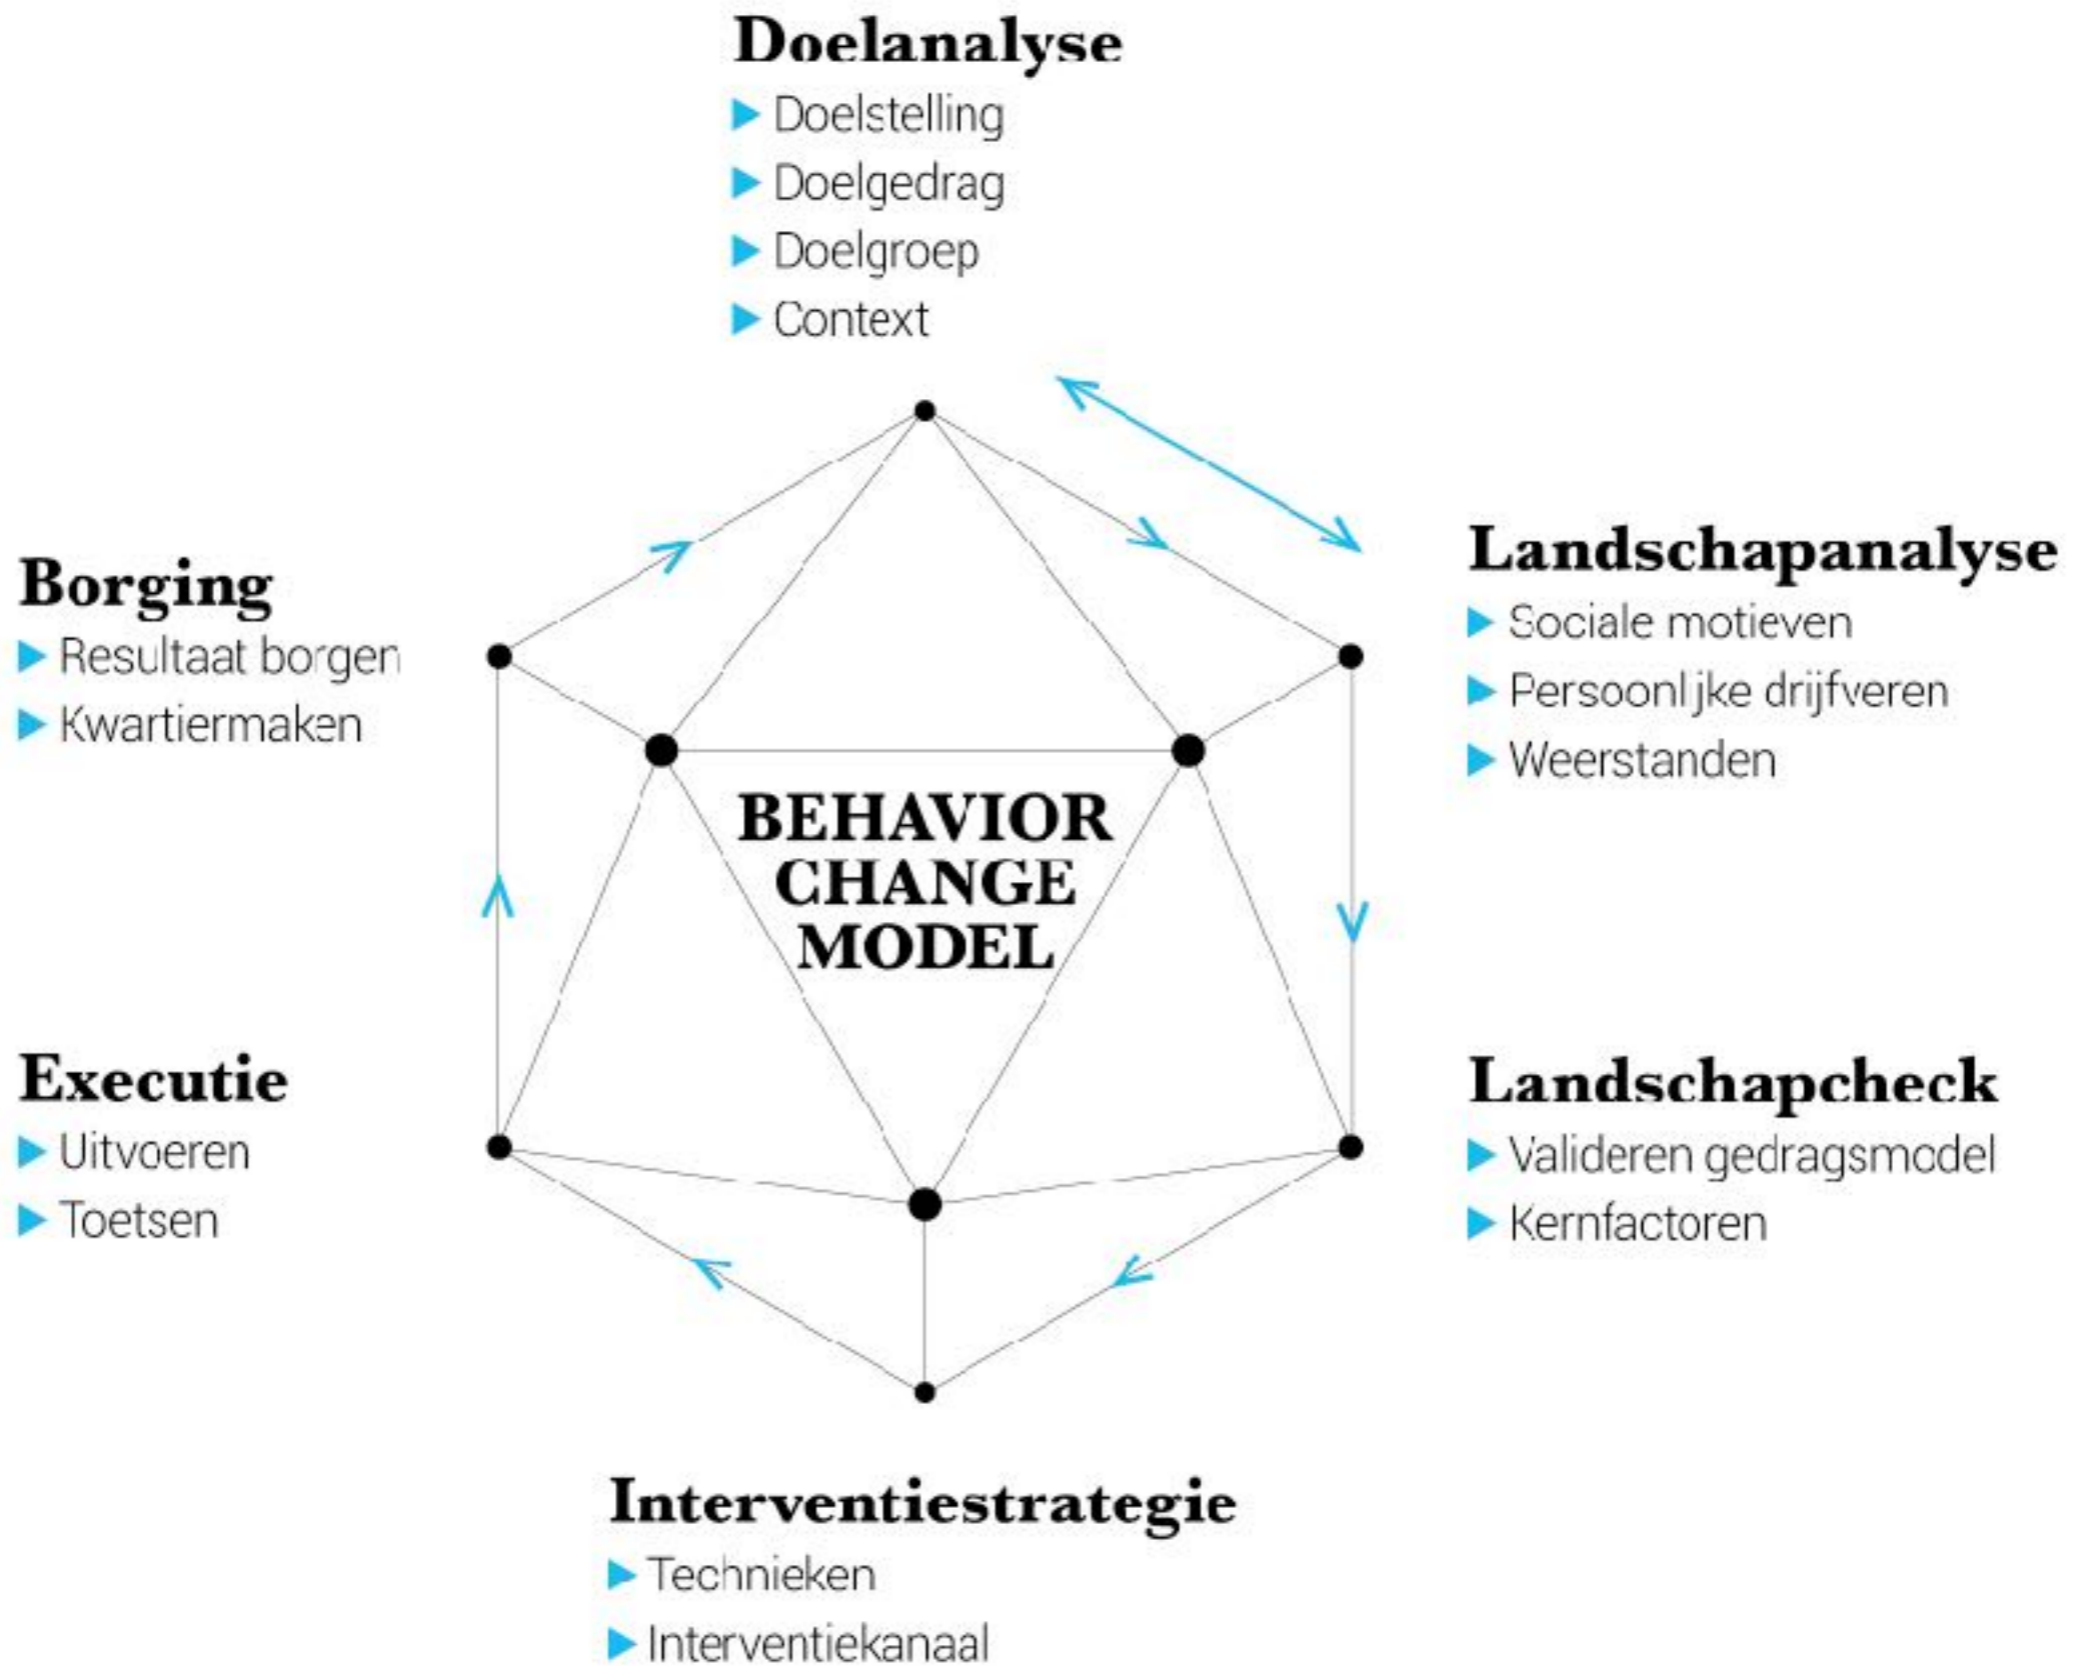 Doelanalyse
Doelstelling
Doelgedrag
Doelgroep
Context
Landschapanalyse
Sociale motieven
Persoonlijke drijfveren
Weerstanden
Borging
Resultaat borgen
Kwartiermaken
BEHAVIOR
CHANGE
MODEL
Landschapcheck
Valideren gedragsmodel
Kernfactoren
Executie
Uitvoeren
Toetsen
Interventiestrategie
Technieken
Interventiekanaal